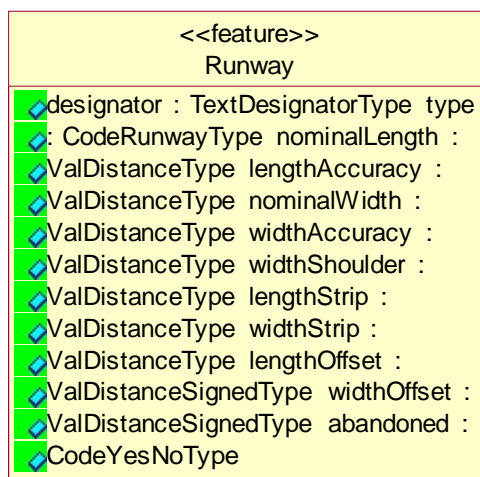 <<feature>>
Runway
designator : TextDesignatorType type
: CodeRunwayType nominalLength :
ValDistanceType lengthAccuracy :
ValDistanceType nominalWidth :
ValDistanceType widthAccuracy :
ValDistanceType widthShoulder :
ValDistanceType lengthStrip :
ValDistanceType widthStrip :
ValDistanceType lengthOffset :
ValDistanceSignedType widthOffset :
ValDistanceSignedType abandoned :
CodeYesNoType